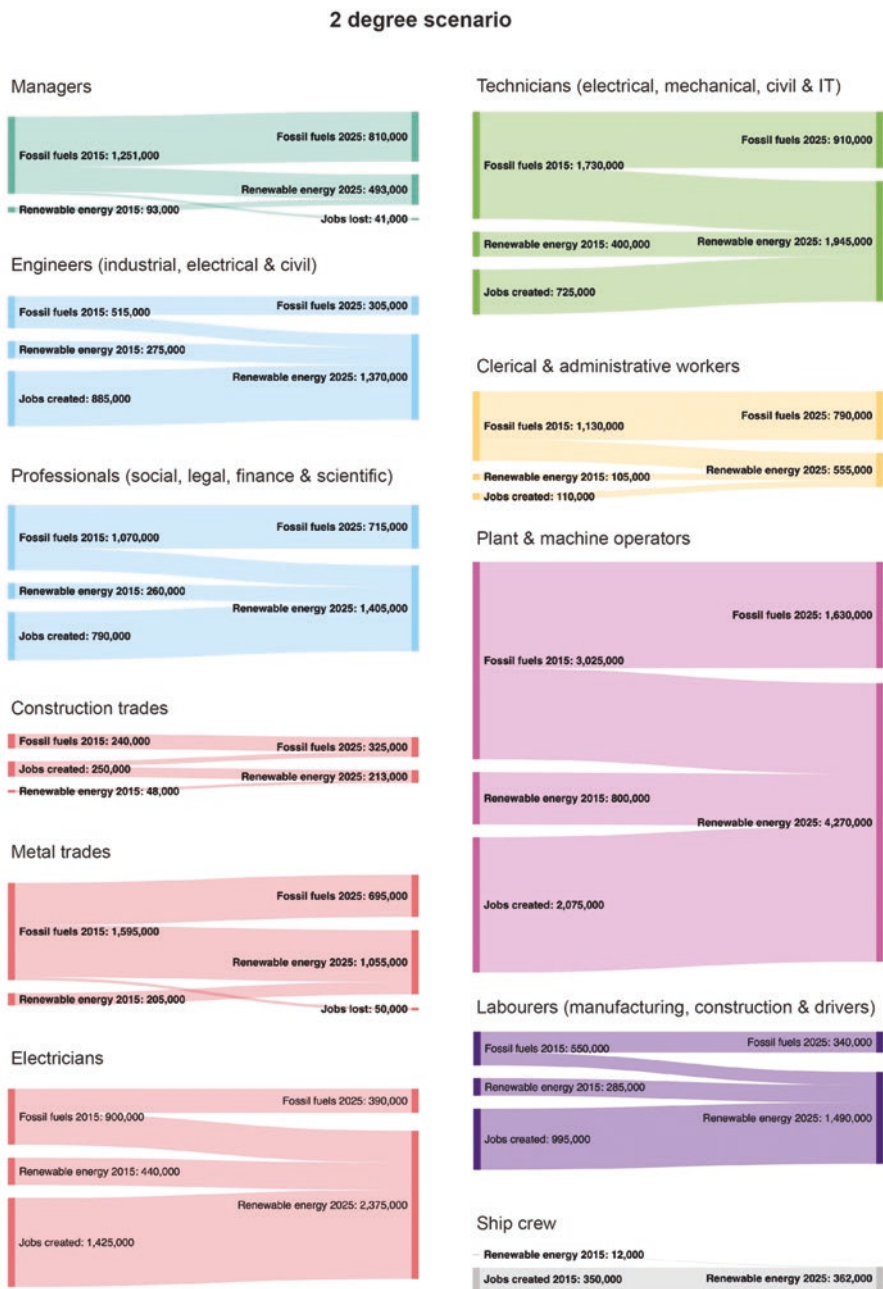 2 degree scenario
Managers
Fossil fuels 2015: 1,251,000
Fossil fuels 2025: 810,000
Renewable energy 2025: 493,000
Renewable energy 2015: 93,000
Jobs lost: 41,000
Engineers (industrial, electrical & civil)
Fossil fuels 2015: 515,000
Fossil fuels 2025: 305,000
Renewable energy 2015: 275,000
Renewable energy 2025: 1,370,000
Jobs created: 885,000
Professionals (social, legal, finance & scientific)
Fossil fuels 2025: 715,000
Fossil fuels 2015: 1,070,000
Renewable energy 2015: 260,000
Renewable energy 2025: 1,405,000
Jobs created: 790,000
Construction trades
Fossil fuels 2015: 240,000
Fossil fuels 2025: 325,000
Jobs created: 250,000
Renewable energy 2025: 213,000
Renewable energy 2015: 48,000
Metal trades
Fossil fuels 2025: 695,000
Fossil fuels 2015: 1,595,000
Renewable energy 2025: 1,055,000
Renewable energy 2015: 205,000
Jobs lost: 50,000
Electricians
Fossil fuels 2025: 390,000
Fossil fuels 2015: 900,000
Renewable energy 2015: 440,000
Renewable energy 2025: 2,375,000
Jobs created: 1,425,000
Technicians (electrical, mechanical, civil & IT)
Fossil fuels 2025: 910,000
Fossil fuels 2015: 1,730,000
Renewable energy 2015: 400,000
Renewable energy 2025: 1,945,000
Jobs created: 725,000
Clerical & administrative workers
Fossil fuels 2025: 790,000
Fossil fuels 2015: 1,130,000
Renewable energy 2025: 555,000
Renewable energy 2015: 105,000
Jobs created: 110,000
Plant & machine operators
Fossil fuels 2025: 1,630,000
Fossil fuels 2015: 3,025,000
Renewable energy 2015: 800,000
Renewable energy 2025: 4,270,000
Jobs created: 2,075,000
Labourers (manufacturing, construction & drivers)
Fossil fuels 2015: 550,000
Fossil fuels 2025: 340,000
Renewable energy 2015: 285,000
Renewable energy 2025: 1,490,000
Jobs created: 995,000
Ship crew
Renewable energy 2015: 12,000
Jobs created 2015: 350,000
Renewable energy 2025: 362,000